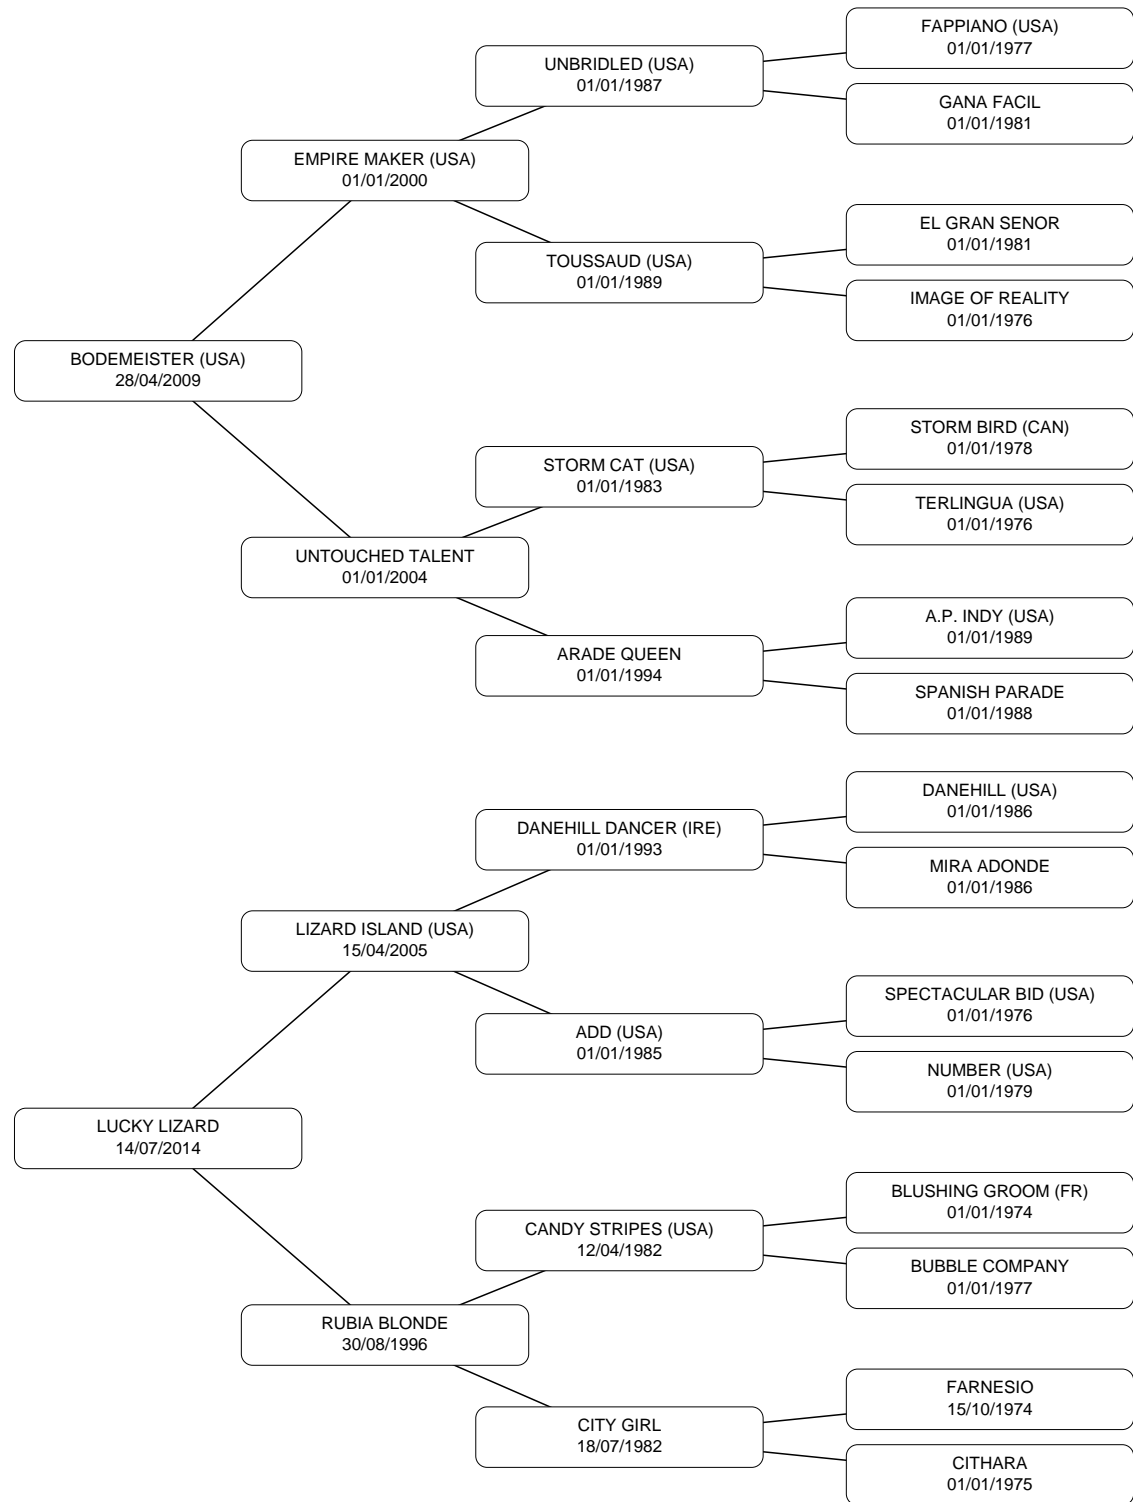 FAPPIANO (USA)
01/01/1977
UNBRIDLED (USA)
01/01/1987
GANA FACIL
01/01/1981
EMPIRE MAKER (USA)
01/01/2000
EL GRAN SENOR
01/01/1981
TOUSSAUD (USA)
01/01/1989
IMAGE OF REALITY
01/01/1976
BODEMEISTER (USA)
28/04/2009
STORM BIRD (CAN)
01/01/1978
STORM CAT (USA)
01/01/1983
TERLINGUA (USA)
01/01/1976
UNTOUCHED TALENT
01/01/2004
A.P. INDY (USA)
01/01/1989
ARADE QUEEN
01/01/1994
SPANISH PARADE
01/01/1988
DANEHILL (USA)
01/01/1986
DANEHILL DANCER (IRE)
01/01/1993
MIRA ADONDE
01/01/1986
LIZARD ISLAND (USA)
15/04/2005
SPECTACULAR BID (USA)
01/01/1976
ADD (USA)
01/01/1985
NUMBER (USA)
01/01/1979
LUCKY LIZARD
14/07/2014
BLUSHING GROOM (FR)
01/01/1974
CANDY STRIPES (USA)
12/04/1982
BUBBLE COMPANY
01/01/1977
RUBIA BLONDE
30/08/1996
FARNESIO
15/10/1974
CITY GIRL
18/07/1982
CITHARA
01/01/1975